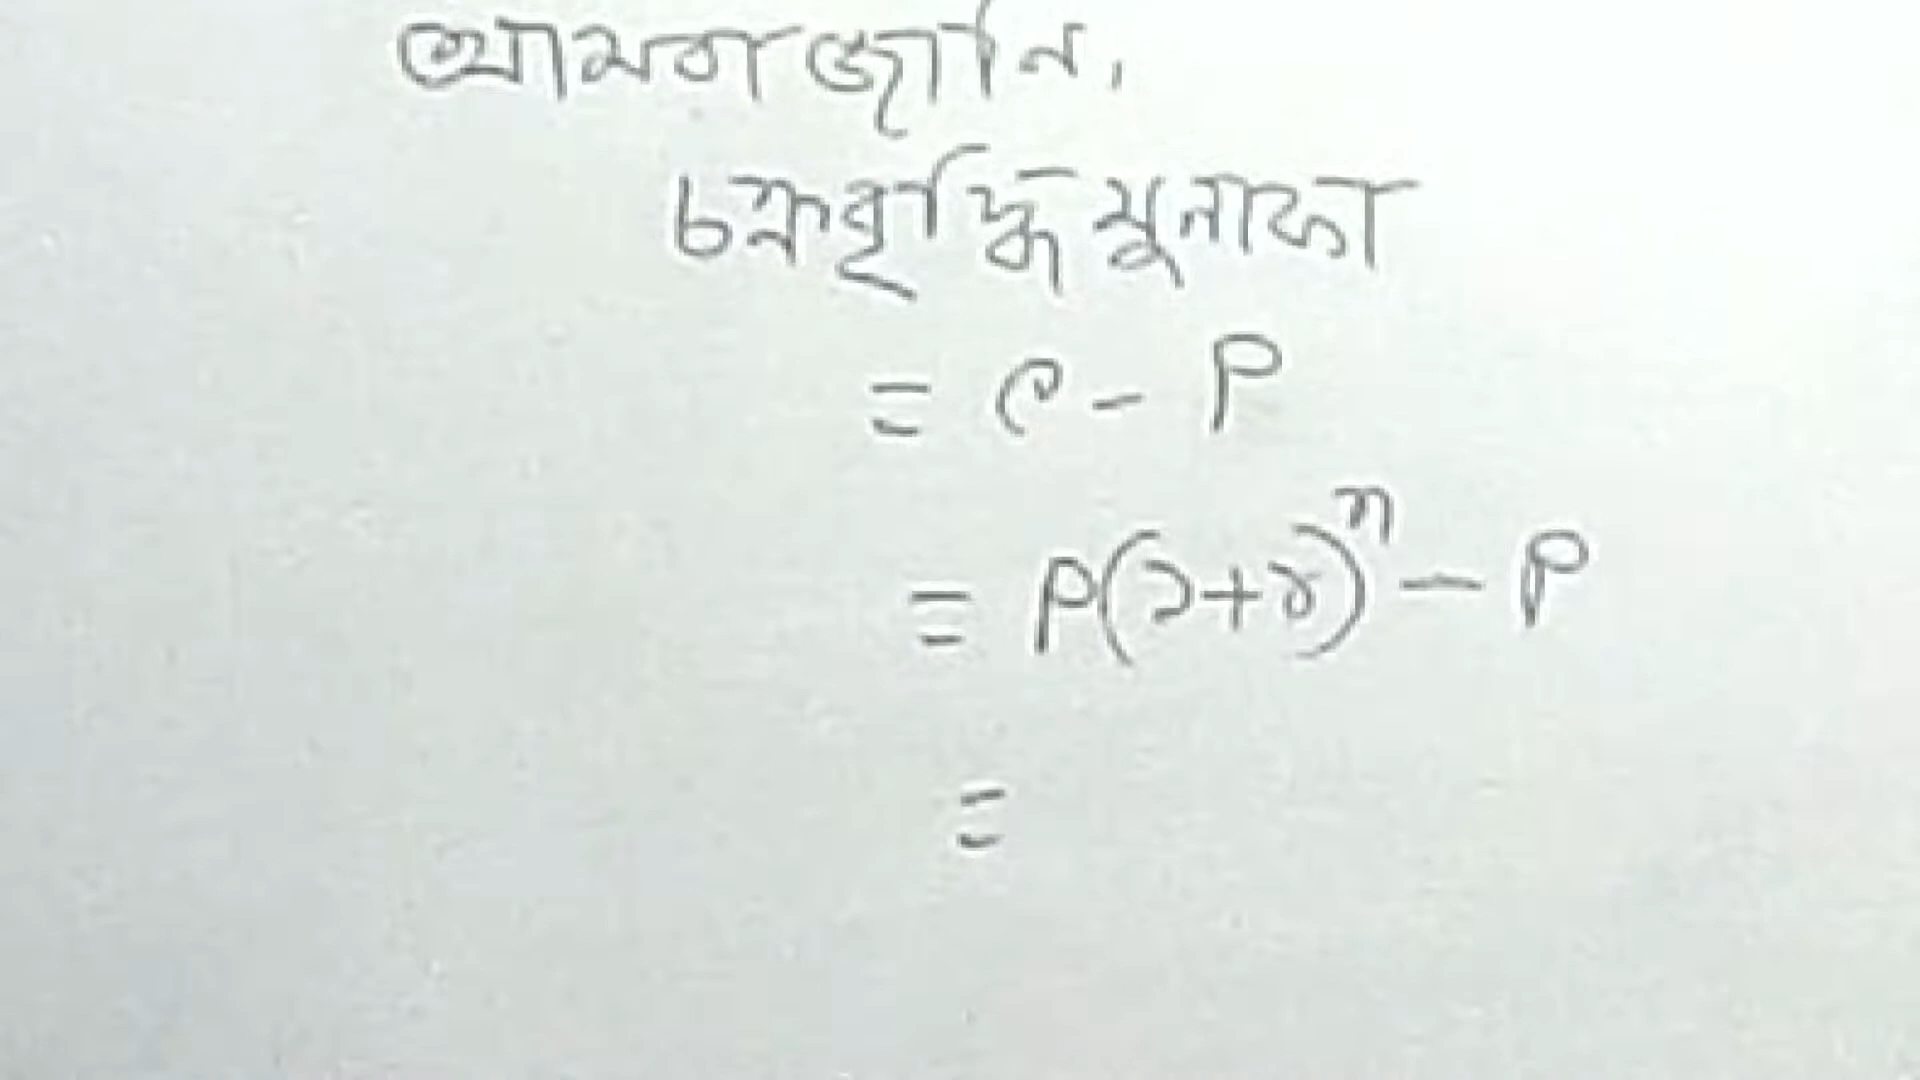 আমরা জানি,
চক্রবৃদ্ধি মুনাফা
= C - P
= P(১+r)ⁿ - P
=